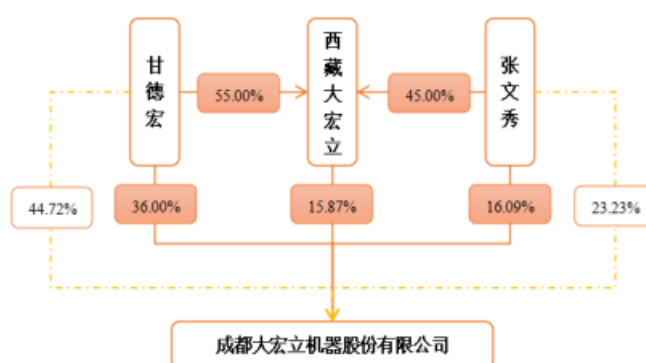 甘德宏
西藏大宏立
张文秀
55.00%
45.00%
44.72%
36.00%
15.87%
16.09%
23.23%
成都大宏立机器股份有限公司